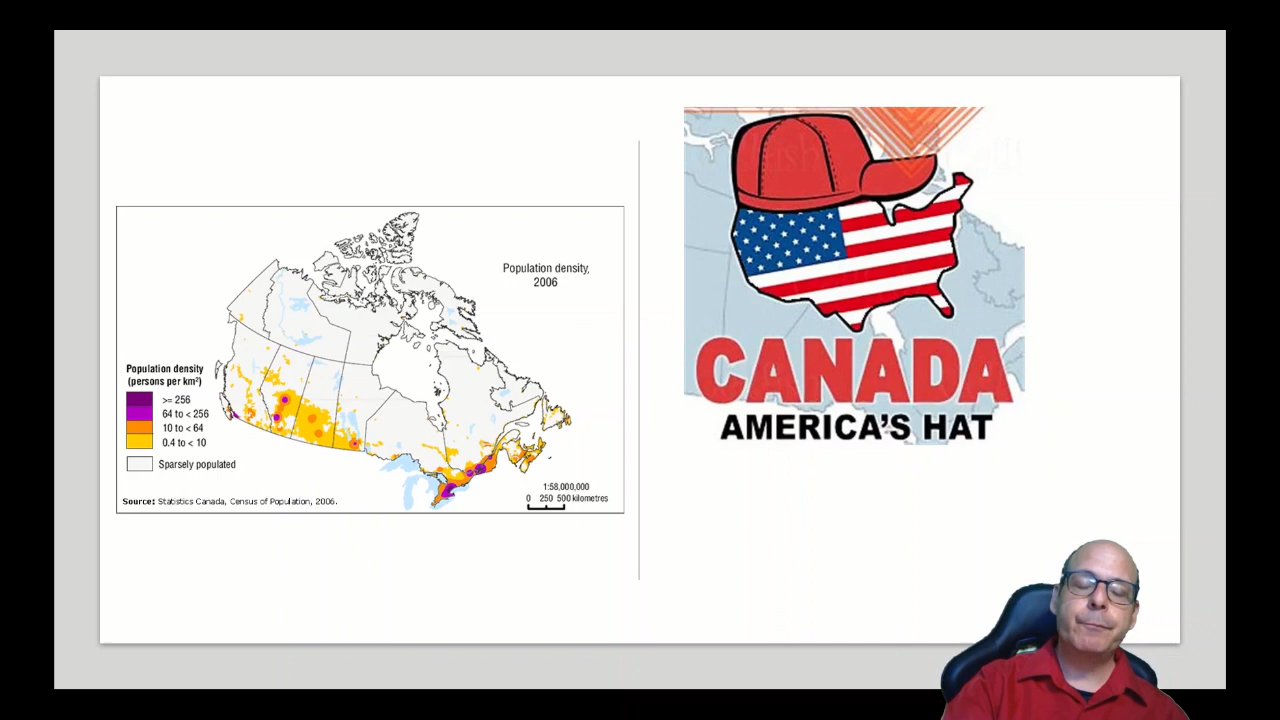 Population density,
2006
Population density
(persons per km²)
>= 256
64 to < 256
10 to < 64
0.4 to < 10
Sparsely populated
1:58,000,000
0 250 500 kilometres
Source: Statistics Canada, Census of Population, 2006.
CANADA
AMERICA'S HAT